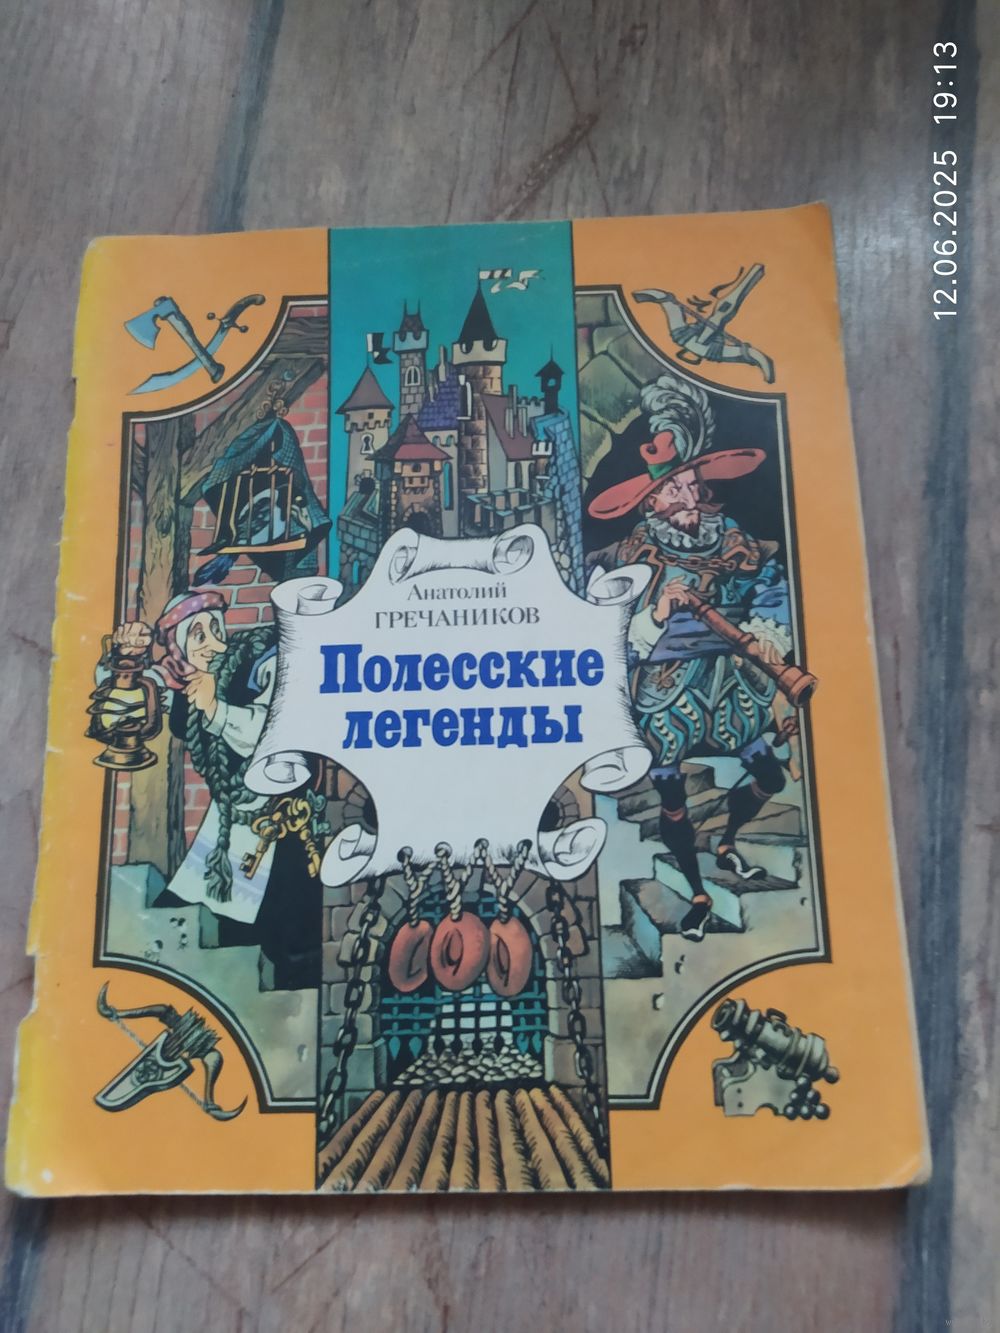 12.06.2025 19:13
Анатолий
ГРЕЧАНИКОВ
Полесские
легенды